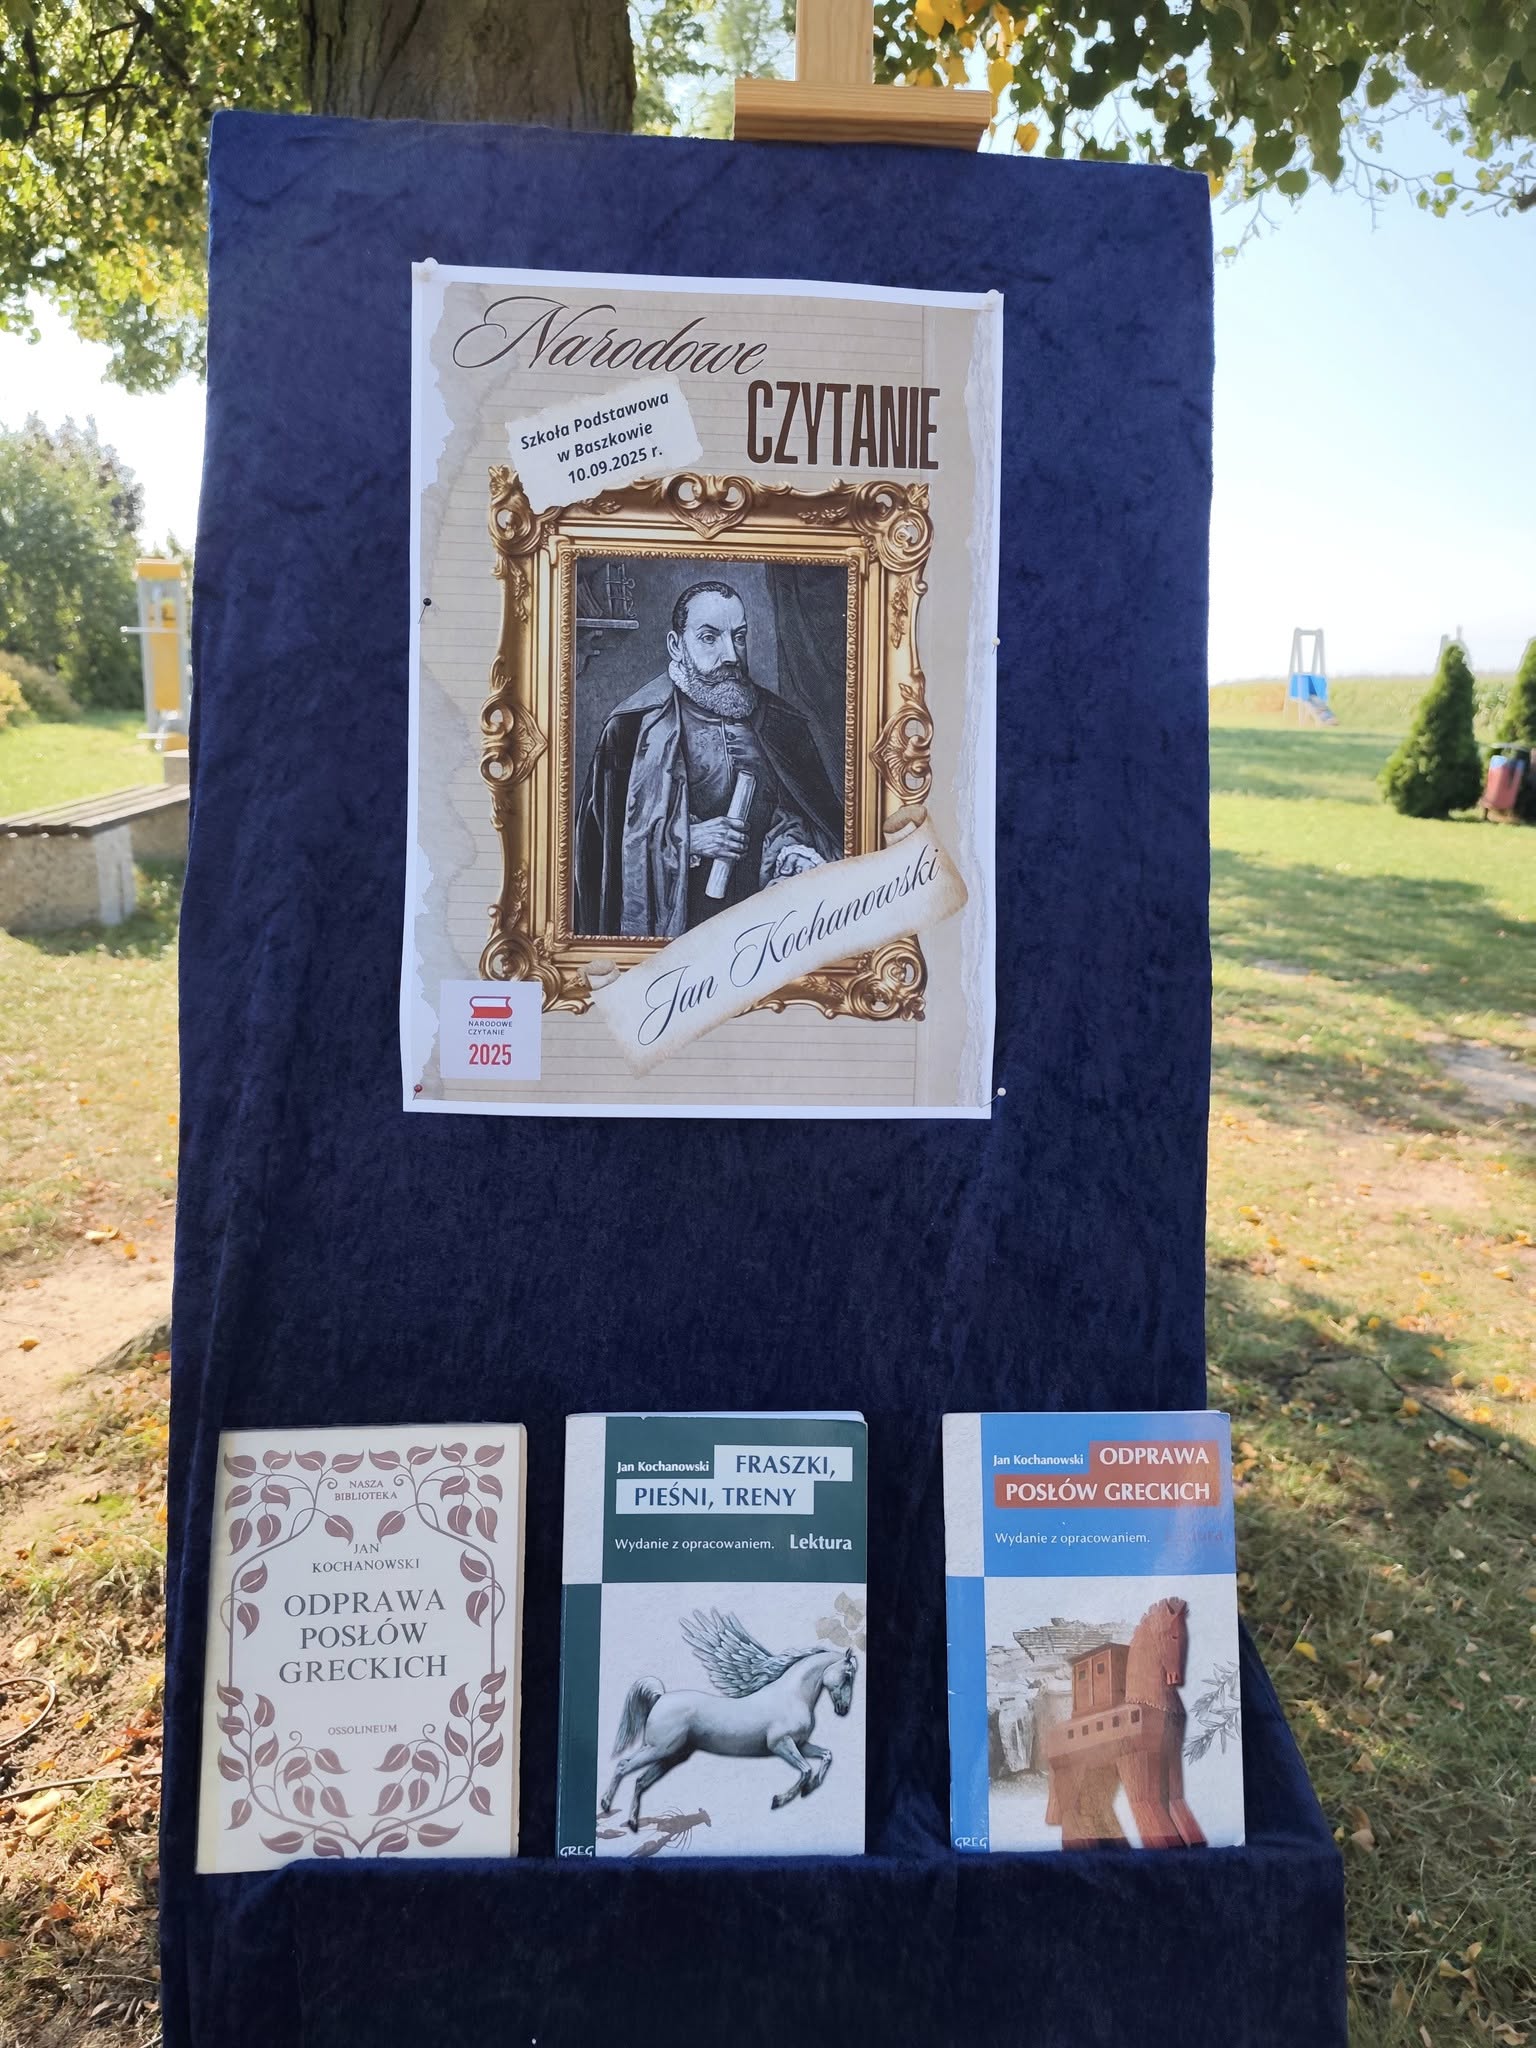 Narodowe
CZYTANIE
Szkoła Podstawowa
w Baszkowie
10.09.2025 r.
Jan Kochanowski
NARODOWE
CZYTANIE
2025
NASZA
BIBLIOTEKA
JAN
KOCHANOWSKI
ODPRAWA
POSŁÓW
GRECKICH
OSSOLINEUM
Jan Kochanowski FRASZKI,
PIEŚNI, TRENY
Wydanie z opracowaniem. Lektura
GREG
Jan Kochanowski ODPRAWA
POSŁÓW GRECKICH
Wydanie z opracowaniem. Lektura
GREG